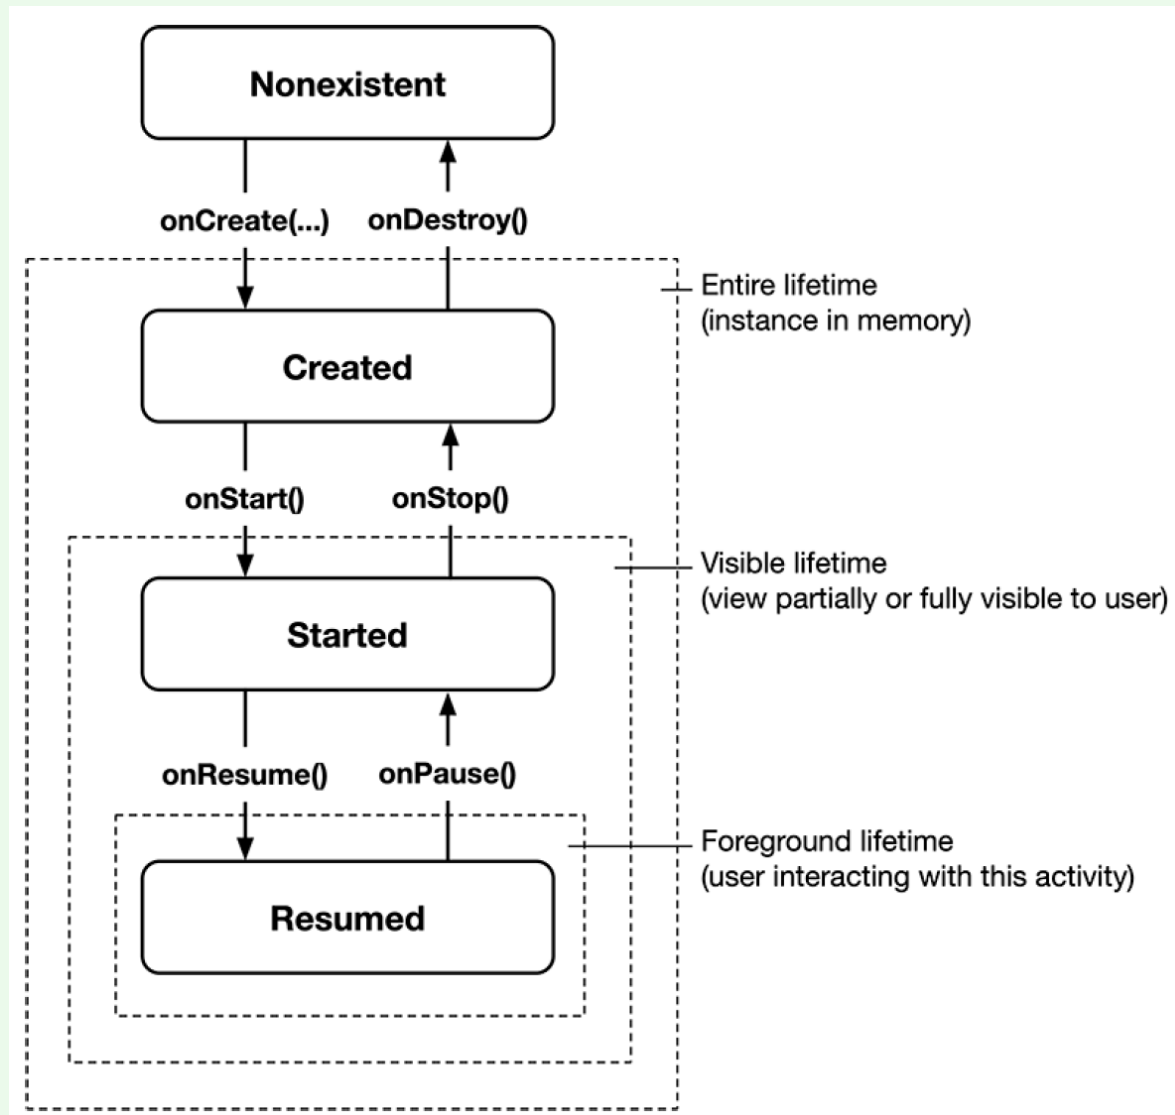 Nonexistent
onCreate(...)
onDestroy()
Entire lifetime
(instance in memory)
Created
onStart()
onStop()
Visible lifetime
(view partially or fully visible to user)
Started
onResume()
onPause()
Foreground lifetime
(user interacting with this activity)
Resumed